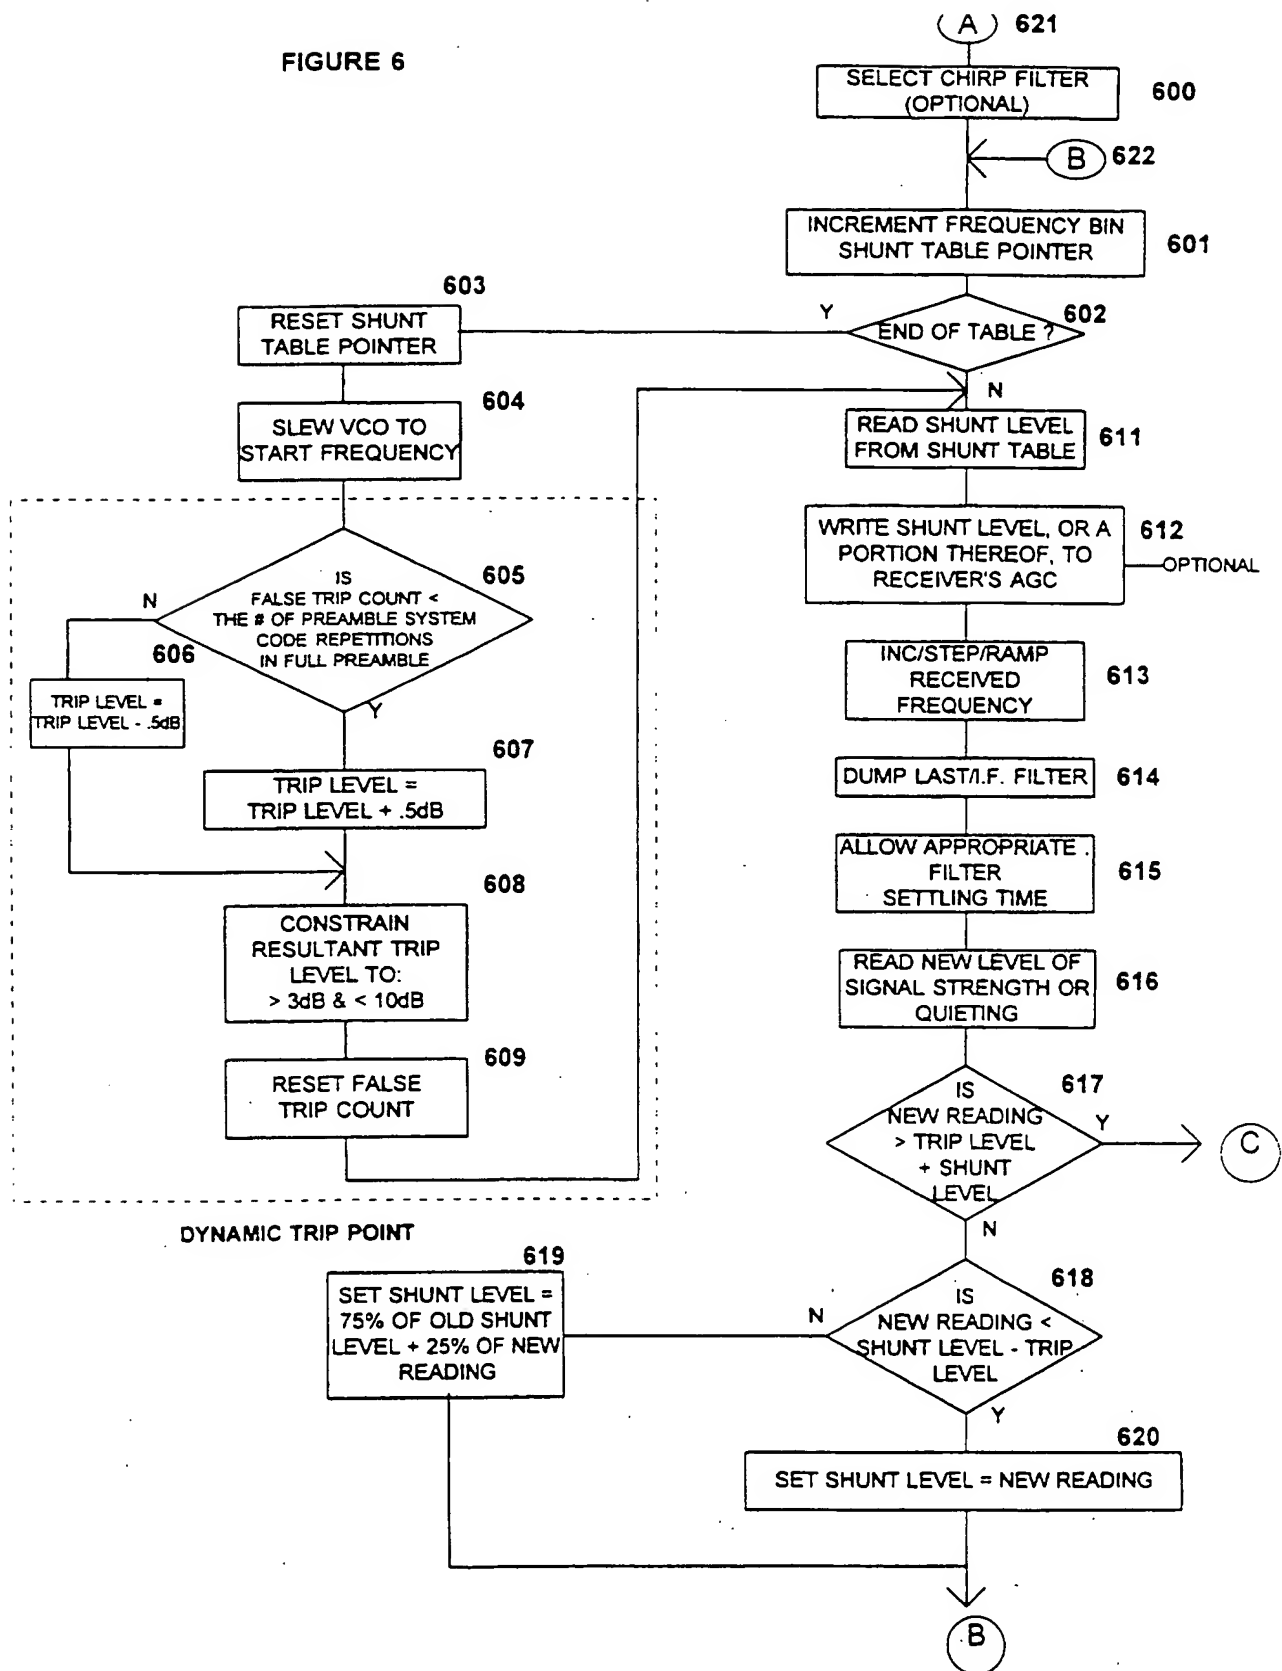 FIGURE 6
A 621
SELECT CHIRP FILTER
(OPTIONAL)
600
B 622
INCREMENT FREQUENCY BIN
SHUNT TABLE POINTER
601
602
END OF TABLE ?
Y
N
603
RESET SHUNT
TABLE POINTER
604
SLEW VCO TO
START FREQUENCY
605
IS
FALSE TRIP COUNT <
THE # OF PREAMBLE SYSTEM
CODE REPETITIONS
IN FULL PREAMBLE
N
Y
606
TRIP LEVEL =
TRIP LEVEL - .5dB
607
TRIP LEVEL =
TRIP LEVEL + .5dB
608
CONSTRAIN
RESULTANT TRIP
LEVEL TO:
> 3dB & < 10dB
609
RESET FALSE
TRIP COUNT
DYNAMIC TRIP POINT
READ SHUNT LEVEL
FROM SHUNT TABLE
611
WRITE SHUNT LEVEL, OR A
PORTION THEREOF, TO
RECEIVER'S AGC
612
OPTIONAL
INC/STEP/RAMP
RECEIVED
FREQUENCY
613
DUMP LAST/I.F. FILTER
614
ALLOW APPROPRIATE
FILTER
SETTLING TIME
615
READ NEW LEVEL OF
SIGNAL STRENGTH OR
QUIETING
616
617
IS
NEW READING
> TRIP LEVEL
+ SHUNT
LEVEL
Y
C
N
618
IS
NEW READING <
SHUNT LEVEL - TRIP
LEVEL
N
Y
619
SET SHUNT LEVEL =
75% OF OLD SHUNT
LEVEL + 25% OF NEW
READING
620
SET SHUNT LEVEL = NEW READING
B